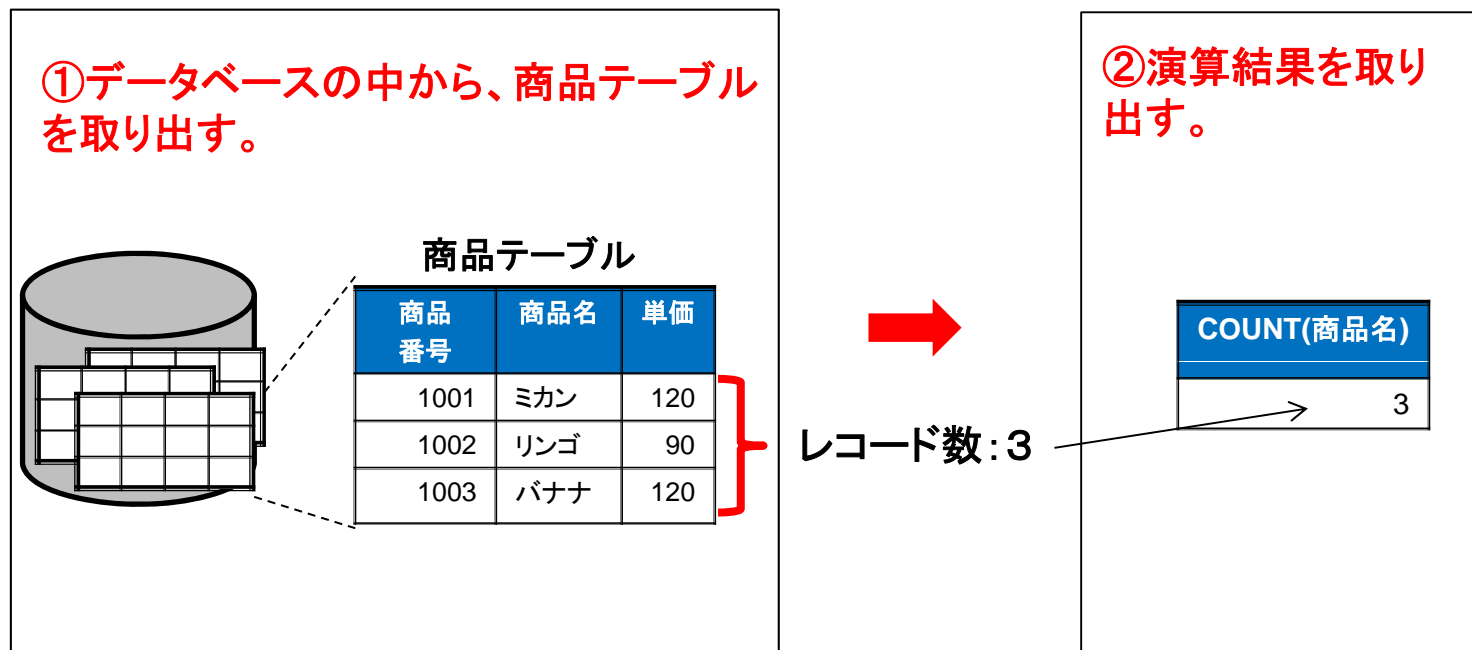 ①データベースの中から、商品テーブル
を取り出す。
商品テーブル
商品
番号 商品名 単価
1001 ミカン 120
1002 リンゴ 90
1003 バナナ 120
レコード数:3
②演算結果を取り
出す。
COUNT(商品名)
3